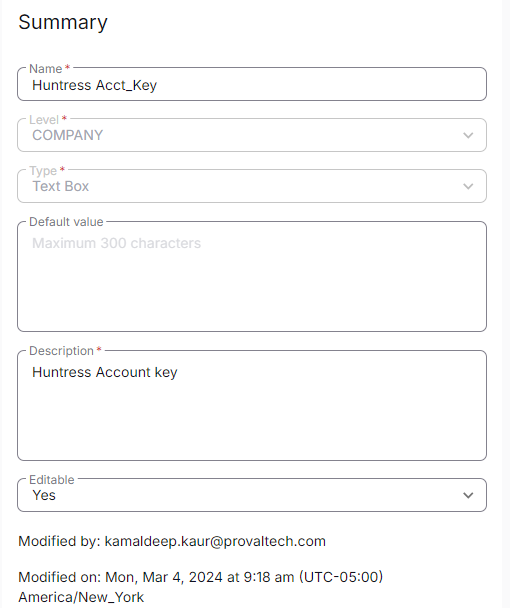 Summary
Name *
Huntress Acct_Key
Level *
COMPANY
Type *
Text Box
Default value
Maximum 300 characters
Description *
Huntress Account key
Editable
Yes
Modified by: kamaldeep.kaur@provaltech.com
Modified on: Mon, Mar 4, 2024 at 9:18 am (UTC-05:00)
America/New_York